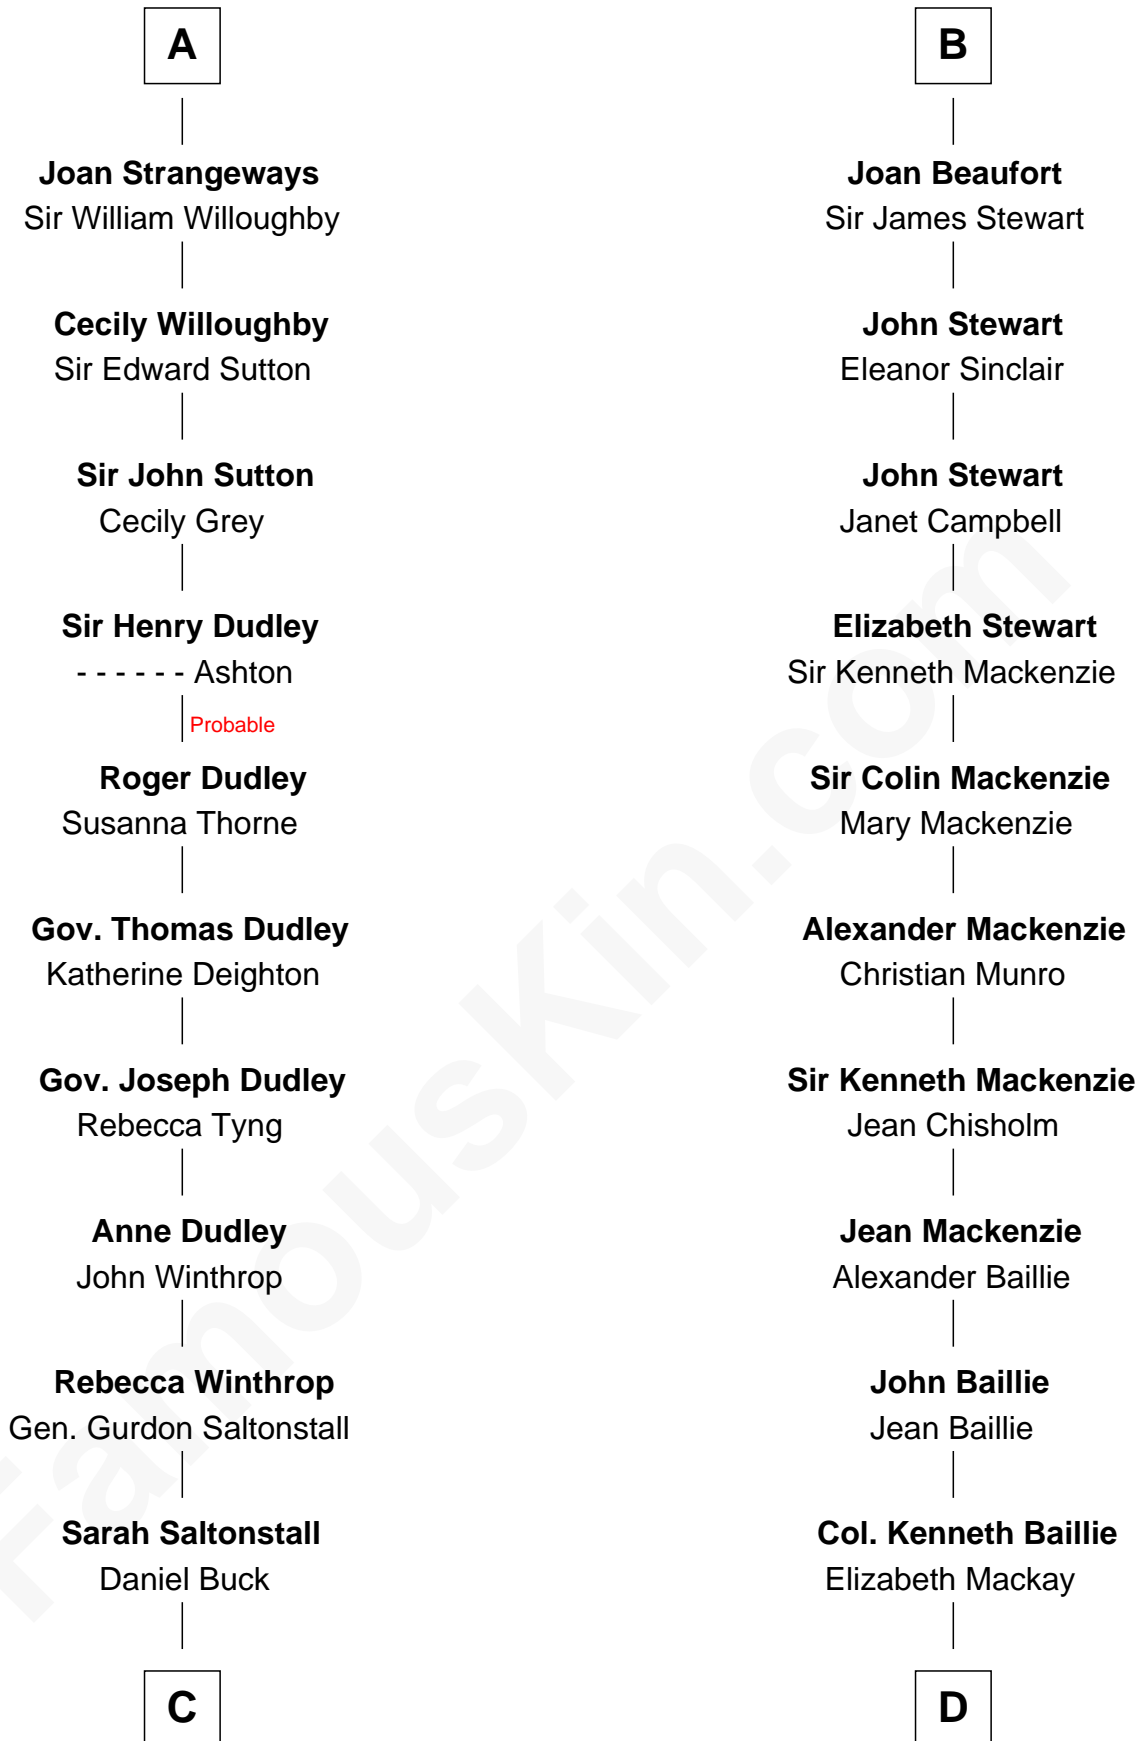 A
Joan Strangeways
Sir William Willoughby
Cecily Willoughby
Sir Edward Sutton
Sir John Sutton
Cecily Grey
Sir Henry Dudley
- - - - - - Ashton
Probable
Roger Dudley
Susanna Thorne
Gov. Thomas Dudley
Katherine Deighton
Gov. Joseph Dudley
Rebecca Tyng
Anne Dudley
John Winthrop
Rebecca Winthrop
Gen. Gurdon Saltonstall
Sarah Saltonstall
Daniel Buck
C
B
Joan Beaufort
Sir James Stewart
John Stewart
Eleanor Sinclair
John Stewart
Janet Campbell
Elizabeth Stewart
Sir Kenneth Mackenzie
Sir Colin Mackenzie
Mary Mackenzie
Alexander Mackenzie
Christian Munro
Sir Kenneth Mackenzie
Jean Chisholm
Jean Mackenzie
Alexander Baillie
John Baillie
Jean Baillie
Col. Kenneth Baillie
Elizabeth Mackay
D
FamousKin.com